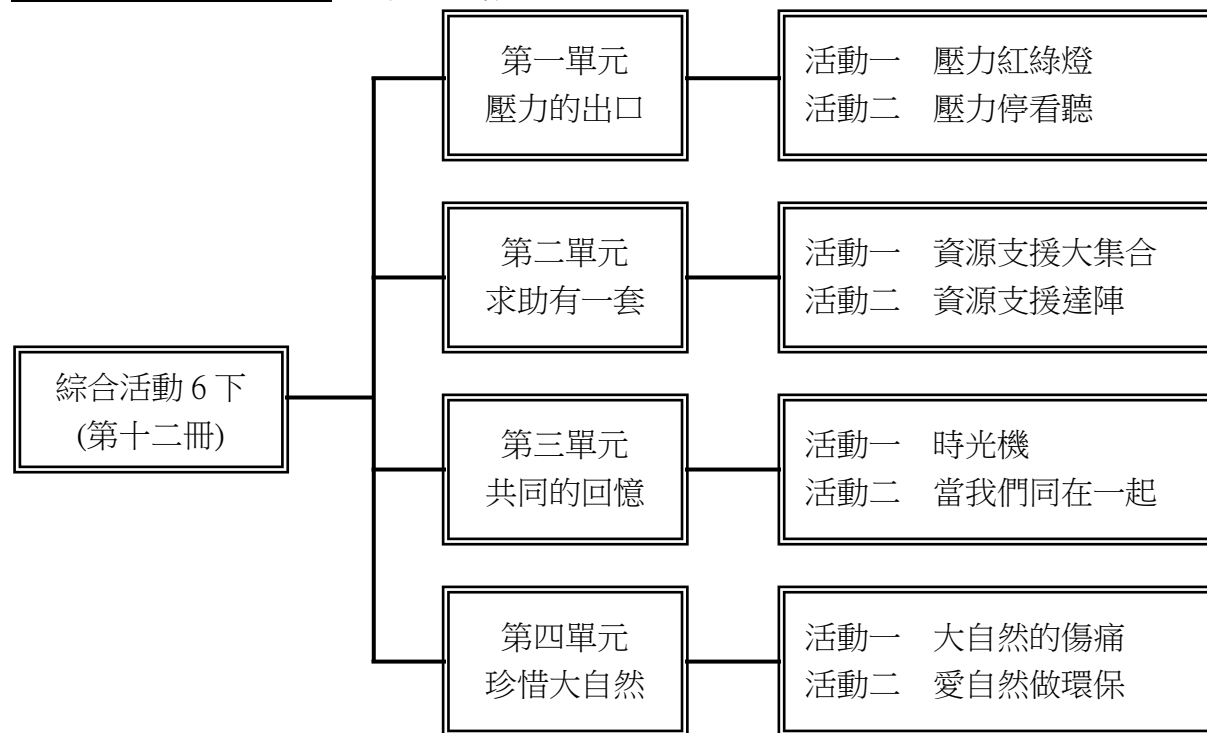 第一單元
壓力的出口
活動一　壓力紅綠燈
活動二　壓力停看聽
第二單元
求助有一套
活動一　資源支援大集合
活動二　資源支援達陣
綜合活動 6 下
(第十二冊)
第三單元
共同的回憶
活動一　時光機
活動二　當我們同在一起
第四單元
珍惜大自然
活動一　大自然的傷痛
活動二　愛自然做環保